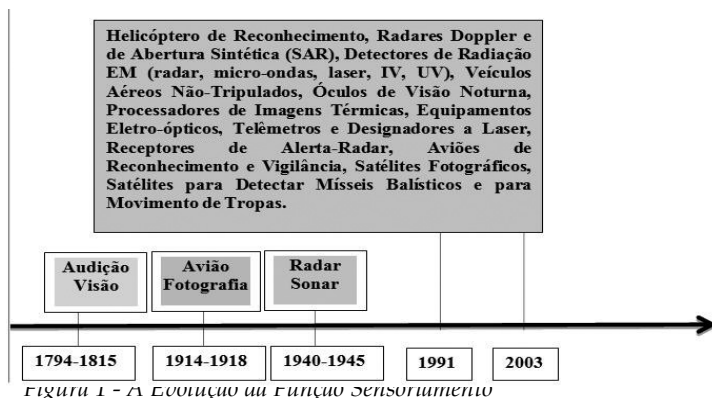 Helicóptero de Reconhecimento, Radares Doppler e
de Abertura Sintética (SAR), Detectores de Radiação
EM (radar, micro-ondas, laser, IV, UV), Veículos
Aéreos Não-Tripulados, Óculos de Visão Noturna,
Processadores de Imagens Térmicas, Equipamentos
Eletro-ópticos, Telêmetros e Designadores a Laser,
Receptores de Alerta-Radar, Aviões de
Reconhecimento e Vigilância, Satélites Fotográficos,
Satélites para Detectar Mísseis Balísticos e para
Movimento de Tropas.
Audição
Visão
Avião
Fotografia
Radar
Sonar
1794-1815
1914-1918
1940-1945
1991
2003
Figura 1 - A Evolução da Função Sensoriamento